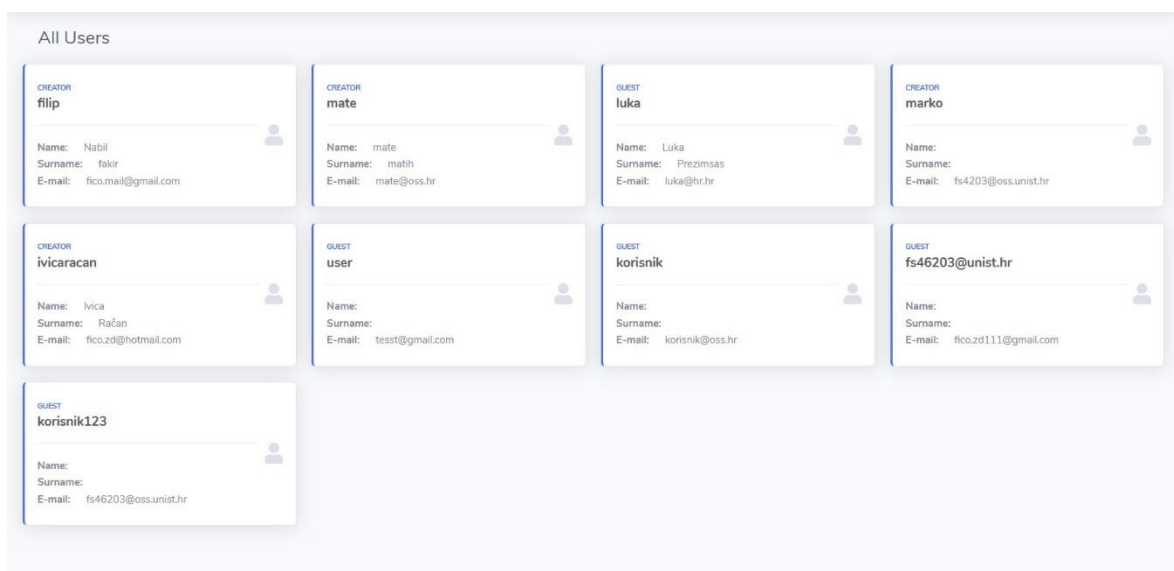 All Users
CREATOR
filip
Name: Nabil
Surname: fakir
E-mail: fico.mail@gmail.com
CREATOR
mate
Name: mate
Surname: matih
E-mail: mate@oss.hr
GUEST
luka
Name: Luka
Surname: Prezimsas
E-mail: luka@hr.hr
CREATOR
marko
Name:
Surname:
E-mail: fs4203@oss.unist.hr
CREATOR
ivicaracan
Name: Ivica
Surname: Račan
E-mail: fico.zd@hotmail.com
GUEST
user
Name:
Surname:
E-mail: tesst@gmail.com
GUEST
korisnik
Name:
Surname:
E-mail: korisnik@oss.hr
GUEST
fs46203@unist.hr
Name:
Surname:
E-mail: fico.zd111@gmail.com
GUEST
korisnik123
Name:
Surname:
E-mail: fs46203@oss.unist.hr